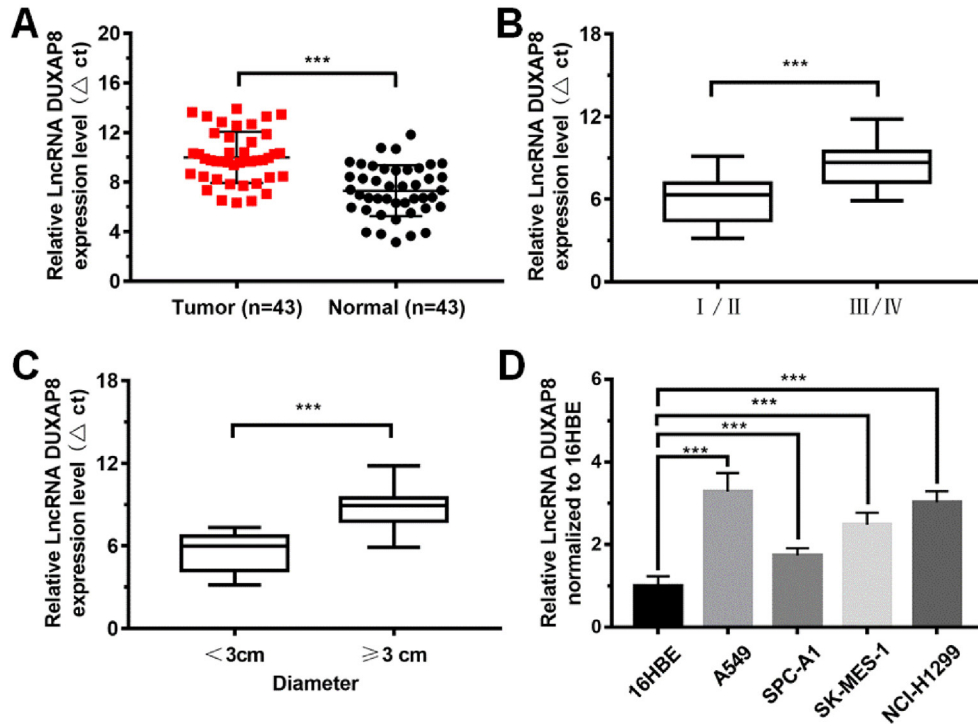 A
Relative LncRNA DUXAP8
expression level (△ ct)
20
16
12
8
4
0
***
Tumor (n=43)
Normal (n=43)
B
Relative LncRNA DUXAP8
expression level (△ ct)
18
12
6
0
***
Ⅰ/Ⅱ
Ⅲ/Ⅳ
C
Relative LncRNA DUXAP8
expression level (△ ct)
18
12
6
0
***
<3cm
≥3 cm
Diameter
D
Relative LncRNA DUXAP8
normalized to 16HBE
6
4
2
0
***
***
***
***
16HBE
A549
SPC-A1
SK-MES-1
NCI-H1299